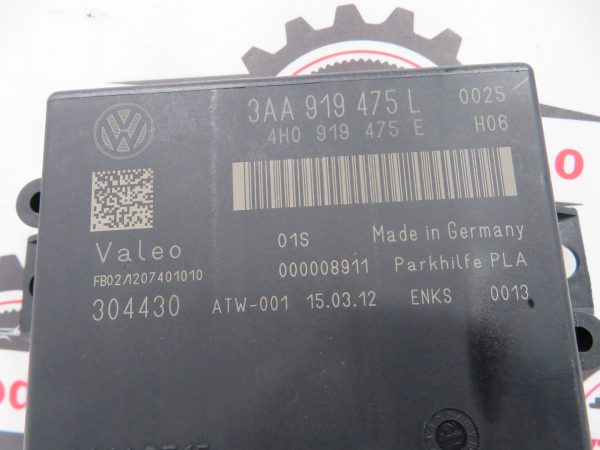 3AA 919 475 L 0025
4H0 919 475 E H06
Valeo 01S Made in Germany
FB02/1207401010 000008911 Parkhilfe PLA
304430 ATW-001 15.03.12 ENKS 0013